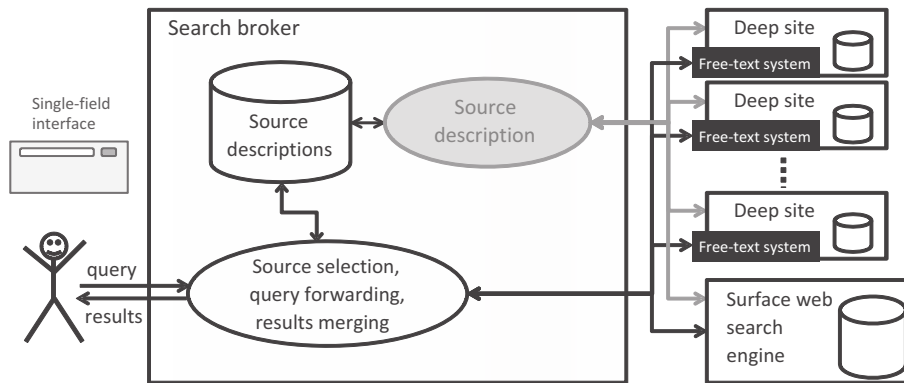 Search broker
Single-field
interface
Source
descriptions
Source
description
query
results
Source selection,
query forwarding,
results merging
Deep site
Free-text system
Deep site
Free-text system
Deep site
Free-text system
Surface web
search
engine